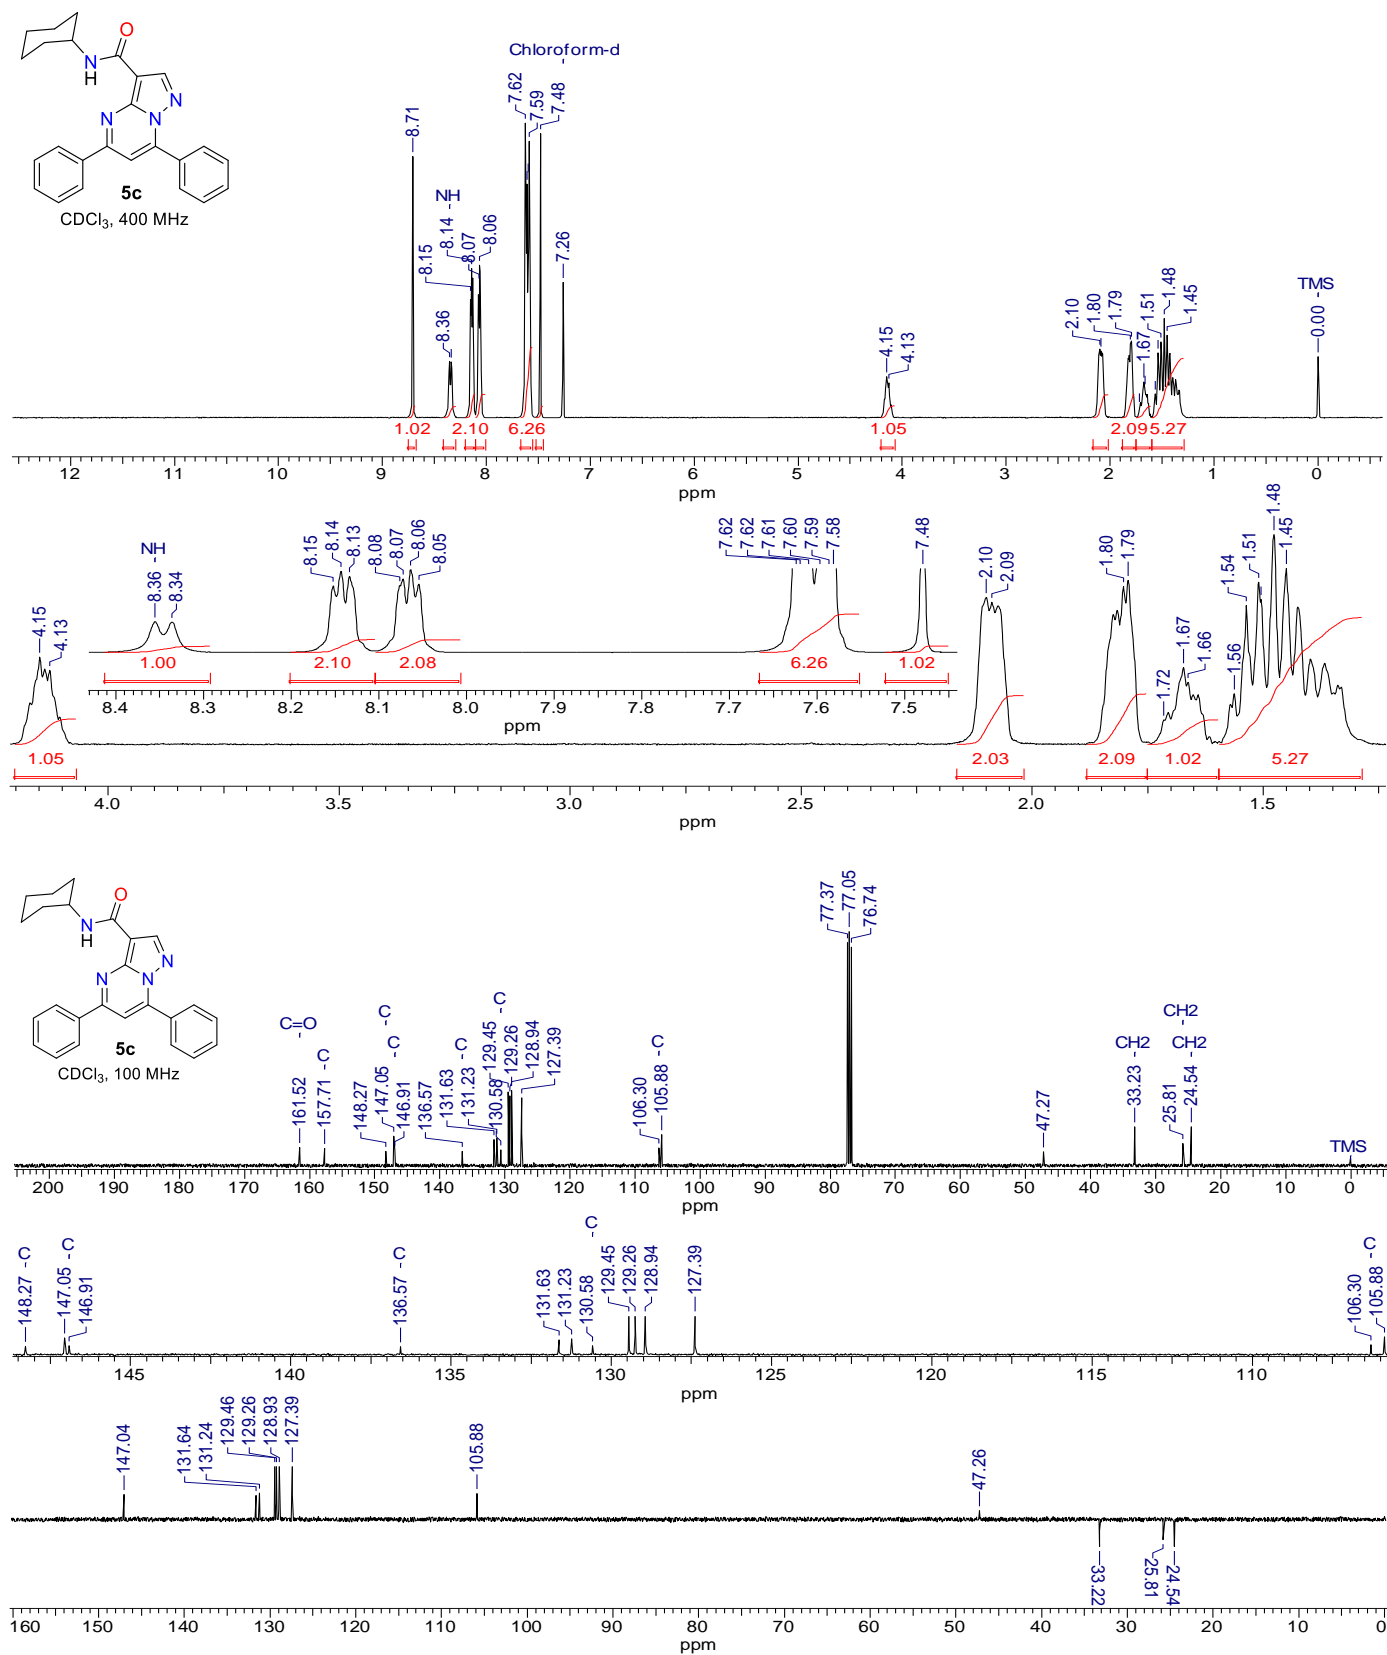 O
N
H
N
N
N
5c
CDCl3, 400 MHz
Chloroform-d
NH
8.71
8.36
8.15
8.14
8.07
8.06
7.62
7.59
7.48
7.26
4.15
4.13
2.10
1.80
1.79
1.67
1.51
1.48
1.45
TMS
0.00
1.02 2.10 6.26 1.05 2.09 5.27
12 11 10 9 8 7 6 5 4 3 2 1 0
ppm
NH
8.36
8.34
8.15
8.14
8.13
8.08
8.07
8.06
8.05
7.62
7.62
7.61
7.60
7.59
7.58
7.48
1.00 2.10 2.08 6.26 1.02
8.4 8.3 8.2 8.1 8.0 7.9 7.8 7.7 7.6 7.5
ppm
4.15
4.13
2.10
2.09
1.80
1.79
1.72
1.67
1.66
1.56
1.54
1.51
1.48
1.45
1.05 2.03 2.09 1.02 5.27
4.0 3.5 3.0 2.5 2.0 1.5
ppm
O
N
H
N
N
N
5c
CDCl3, 100 MHz
C=O
161.52
157.71 -C
148.27
C
147.05
C
146.91
136.57
C
131.63
131.23
130.58
C
129.45
129.26
128.94
127.39
106.30
105.88
C
77.37
77.05
76.74
47.27
33.23
CH2
25.81
CH2
24.54
CH2
TMS
200 190 180 170 160 150 140 130 120 110 100 90 80 70 60 50 40 30 20 10 0
ppm
148.27 -C
147.05 -C
146.91
136.57 -C
131.63
131.23
130.58
C
129.45
129.26
128.94
127.39
106.30
C
105.88
145 140 135 130 125 120 115 110
ppm
147.04
131.64
131.24
129.46
129.26
128.93
127.39
105.88
47.26
33.22
25.81
24.54
160 150 140 130 120 110 100 90 80 70 60 50 40 30 20 10 0
ppm